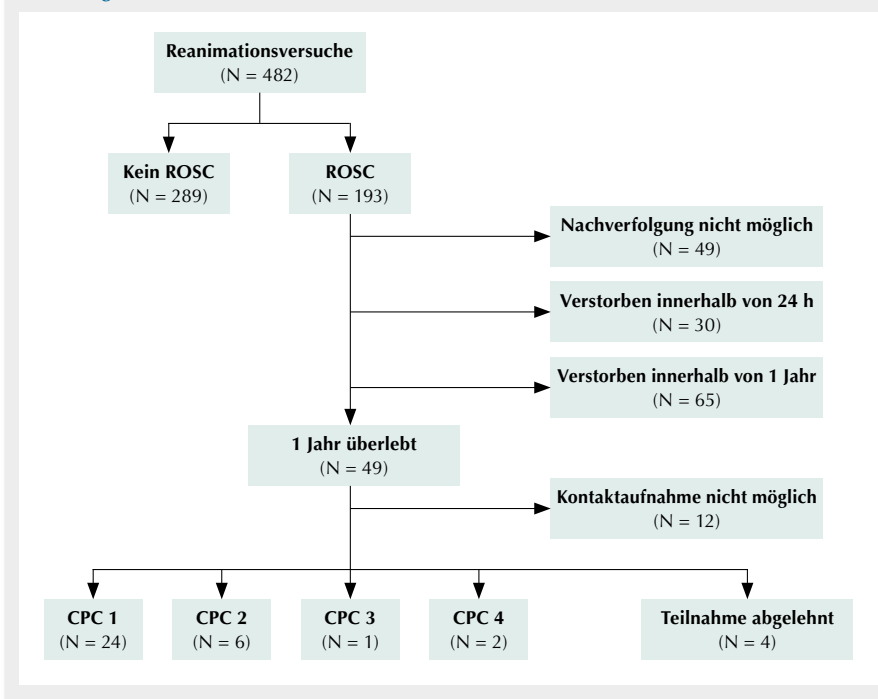 Reanimationsversuche
(N = 482)
Kein ROSC
(N = 289)
ROSC
(N = 193)
Nachverfolgung nicht möglich
(N = 49)
Verstorben innerhalb von 24 h
(N = 30)
Verstorben innerhalb von 1 Jahr
(N = 65)
1 Jahr überlebt
(N = 49)
Kontaktaufnahme nicht möglich
(N = 12)
CPC 1
(N = 24)
CPC 2
(N = 6)
CPC 3
(N = 1)
CPC 4
(N = 2)
Teilnahme abgelehnt
(N = 4)